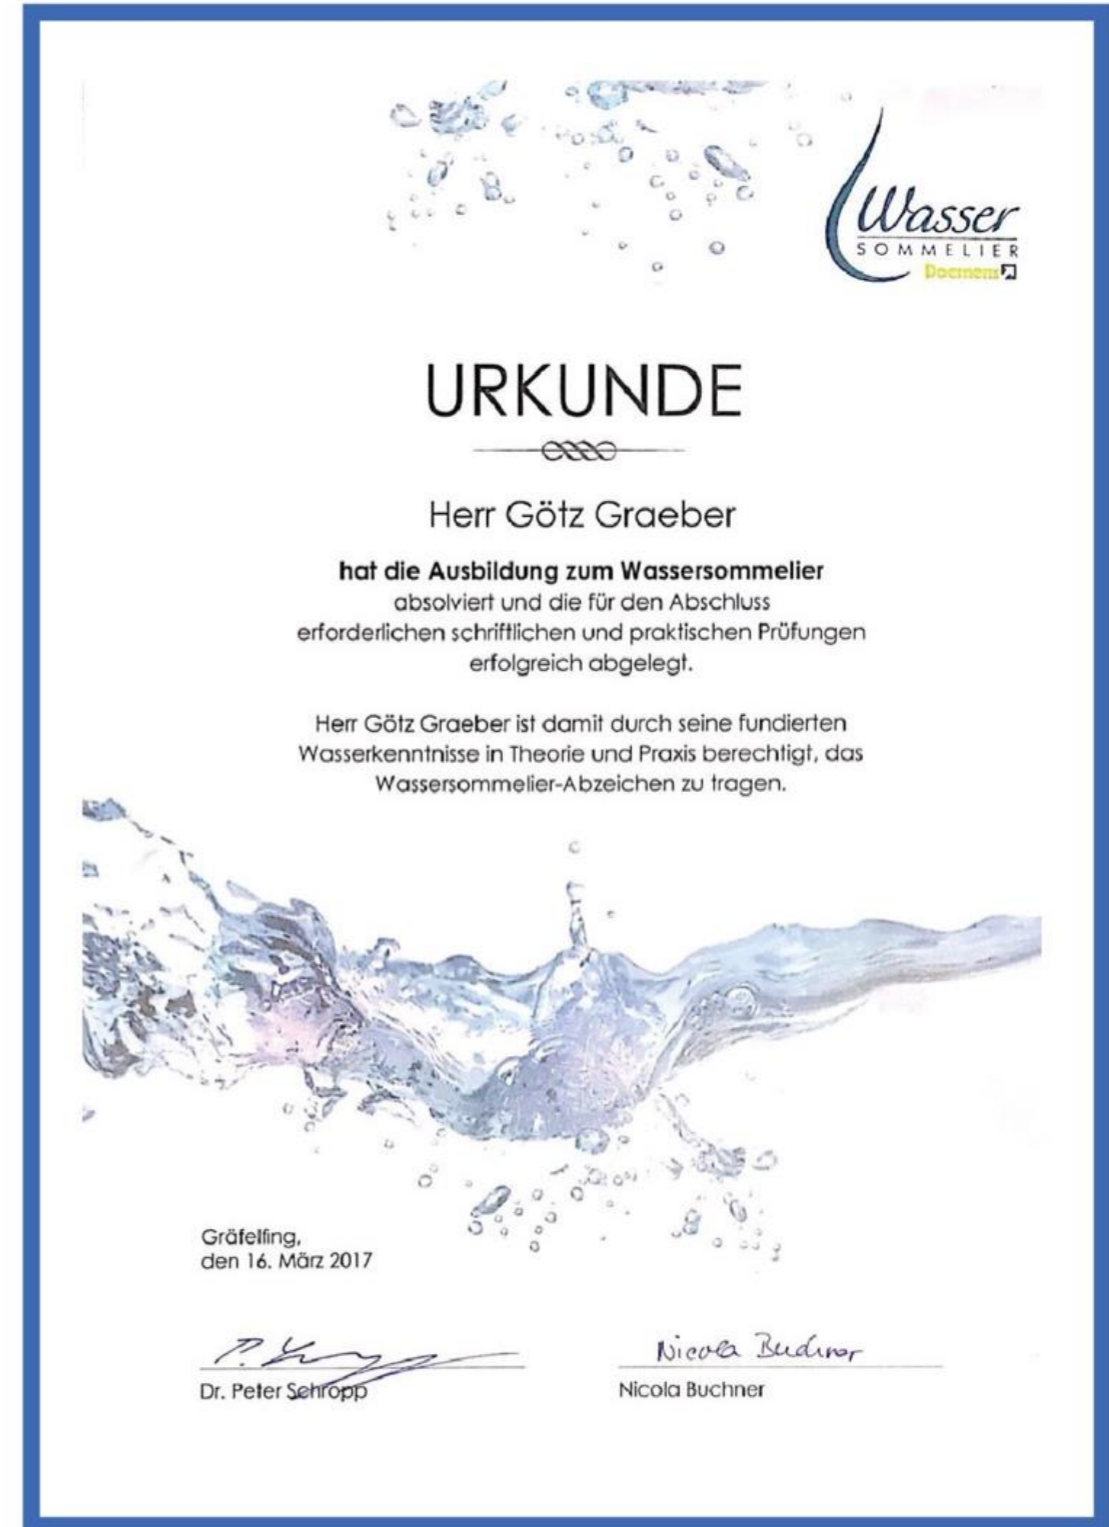 Wasser
SOMMELIER
Doemens
URKUNDE
Herr Götz Graeber
hat die Ausbildung zum Wassersommelier
absolviert und die für den Abschluss
erforderlichen schriftlichen und praktischen Prüfungen
erfolgreich abgelegt.
Herr Götz Graeber ist damit durch seine fundierten
Wasserkenntnisse in Theorie und Praxis berechtigt, das
Wassersommelier-Abzeichen zu tragen.
Gräfelfing,
den 16. März 2017
Nicola Buchner
Dr. Peter Schropp
Nicola Buchner